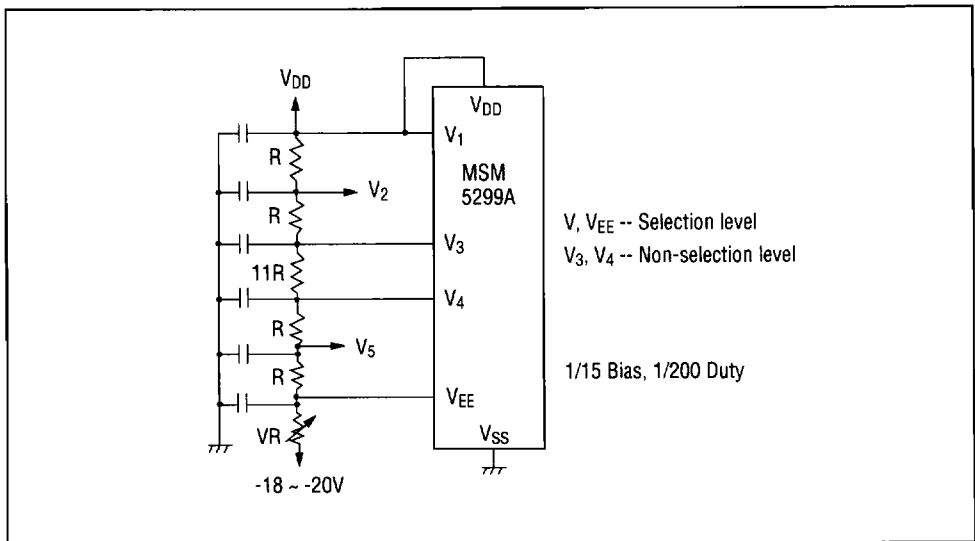 VDD
VDD
R
V1
MSM
5299A
V2
R
V, VEE -- Selection level
V3
V3, V4 -- Non-selection level
11R
V4
R
V5
1/15 Bias, 1/200 Duty
R
VEE
VR
VSS
-18 ~ -20V